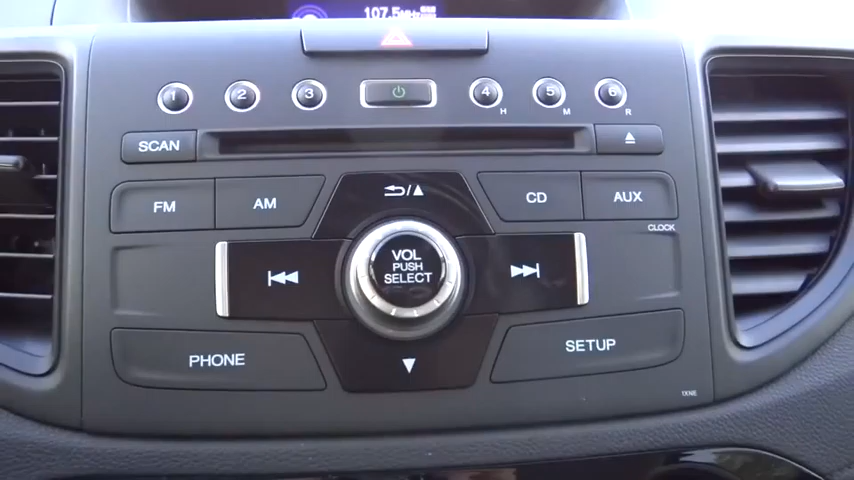 107.5
1 2 3 4 5 6
H M R
SCAN
FM AM CD AUX
CLOCK
VOL
PUSH
SELECT
PHONE SETUP
1XNE